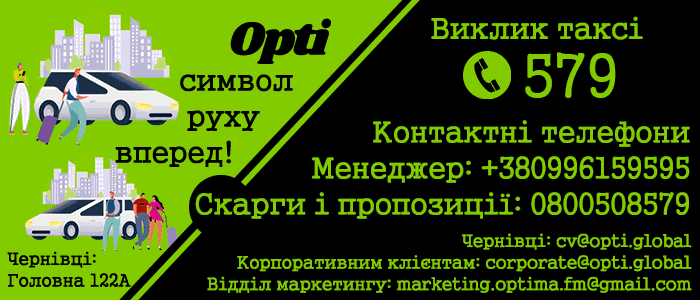 Opti
символ
руху
вперед!
Чернівці:
Головна 122А
Виклик таксі
579
Контактні телефони
Менеджер: +380996159595
Скарги і пропозиції: 0800508579
Чернівці: cv@opti.global
Корпоративним клієнтам: corporate@opti.global
Відділ маркетингу: marketing.optima.fm@gmail.com